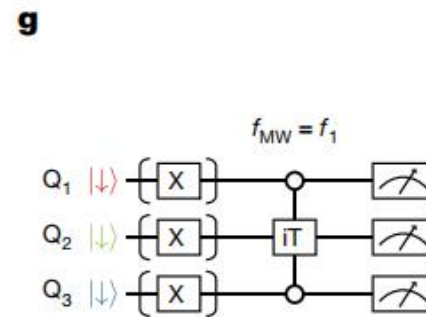 g
f_MW = f_1
Q_1 |↓⟩ ( X )
Q_2 |↓⟩ ( X ) iT
Q_3 |↓⟩ ( X )